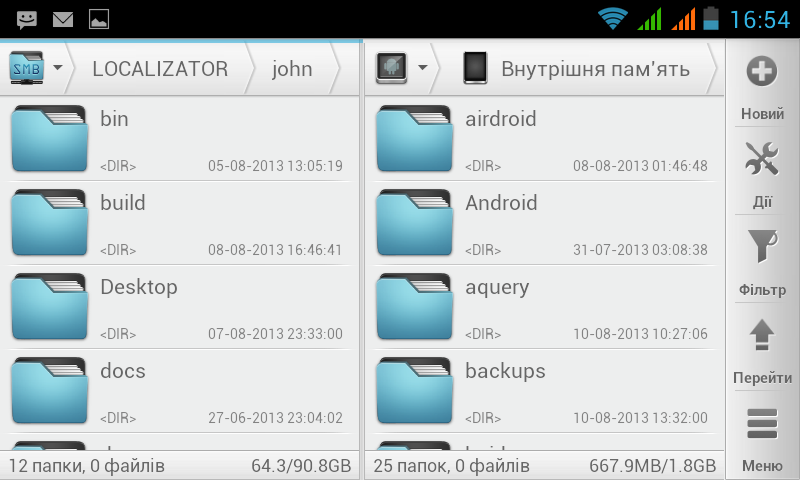 16:54
SMB
LOCALIZATOR
john
bin
<DIR> 05-08-2013 13:05:19
build
<DIR> 08-08-2013 16:46:41
Desktop
<DIR> 07-08-2013 23:33:00
docs
<DIR> 27-06-2013 23:04:02
12 папки, 0 файлів 64.3/90.8GB
Внутрішня пам'ять
airdroid
<DIR> 08-08-2013 01:46:48
Android
<DIR> 31-07-2013 03:08:38
aquery
<DIR> 10-08-2013 10:27:06
backups
<DIR> 10-08-2013 13:32:00
25 папок, 0 файлів 667.9MB/1.8GB
Новий
Дії
Фільтр
Перейти
Меню